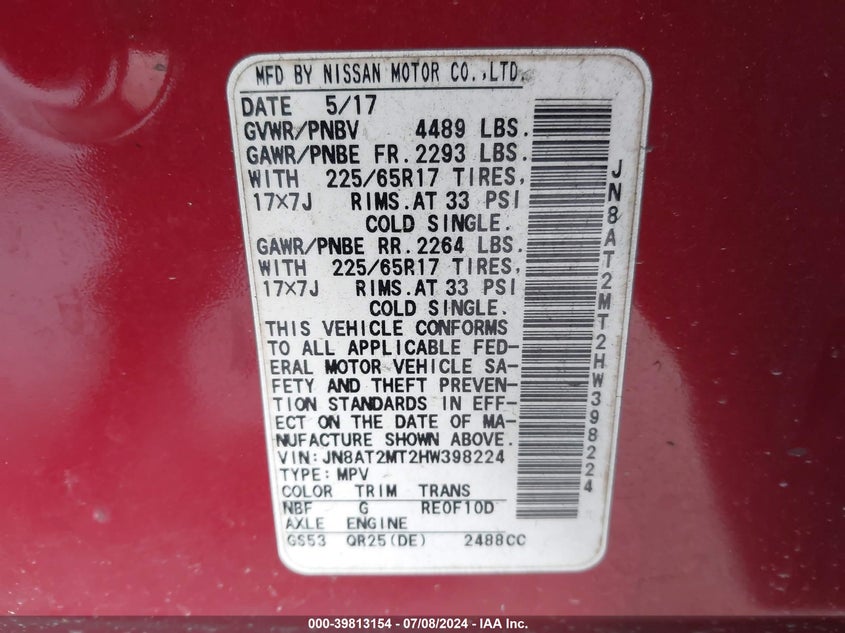 MFD BY NISSAN MOTOR CO.,LTD.
DATE 5/17
GVWR/PNBV 4489 LBS.
GAWR/PNBE FR.2293 LBS.
WITH 225/65R17 TIRES,
17×7J RIMS.AT 33 PSI
COLD SINGLE.
GAWR/PNBE RR.2264 LBS.
WITH 225/65R17 TIRES,
17×7J RIMS.AT 33 PSI
COLD SINGLE.
THIS VEHICLE CONFORMS
TO ALL APPLICABLE FED-
ERAL MOTOR VEHICLE SA-
FETY AND THEFT PREVEN-
TION STANDARDS IN EFF-
ECT ON THE DATE OF MA-
NUFACTURE SHOWN ABOVE.
VIN:JN8AT2MT2HW398224
TYPE:MPV
COLOR TRIM TRANS
NBF G RE0F10D
AXLE ENGINE
GS53 QR25(DE) 2488CC
JN8AT2MT2HW398224
000-39813154 - 07/08/2024 - IAA Inc.